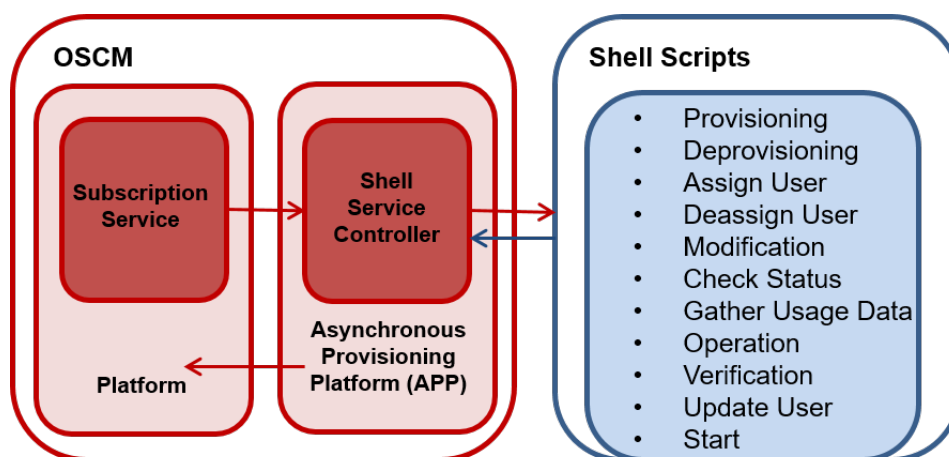 OSCM
Subscription
Service
Platform
Shell
Service
Controller
Asynchronous
Provisioning
Platform (APP)
Shell Scripts
• Provisioning
• Deprovisioning
• Assign User
• Deassign User
• Modification
• Check Status
• Gather Usage Data
• Operation
• Verification
• Update User
• Start